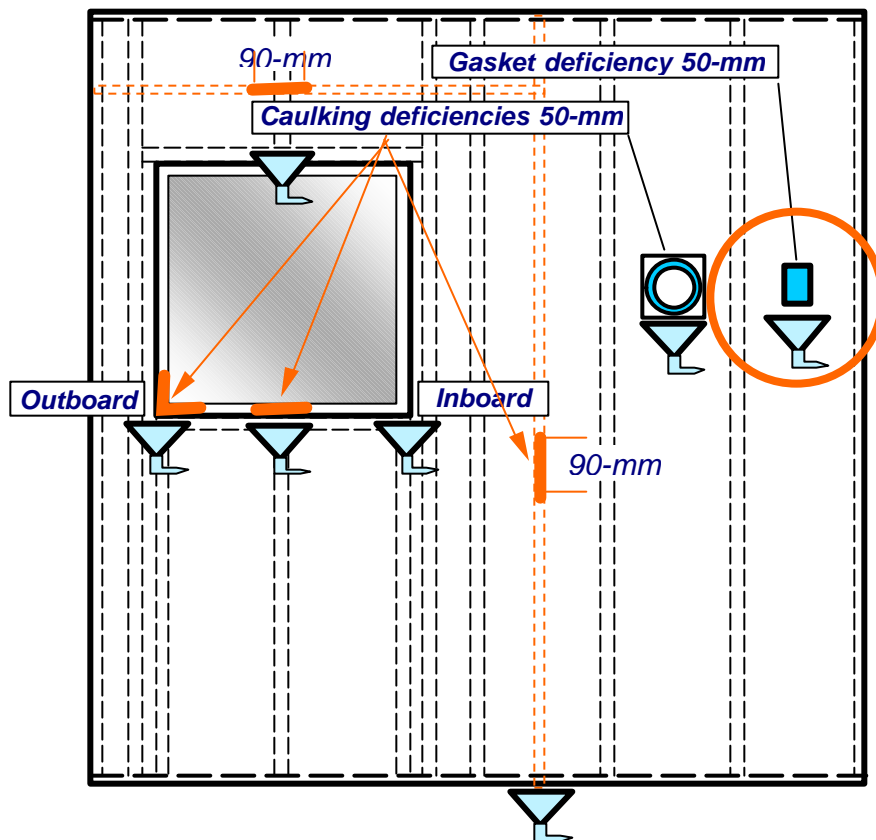 90-mm
Gasket deficiency 50-mm
Caulking deficiencies 50-mm
Outboard
Inboard
90-mm